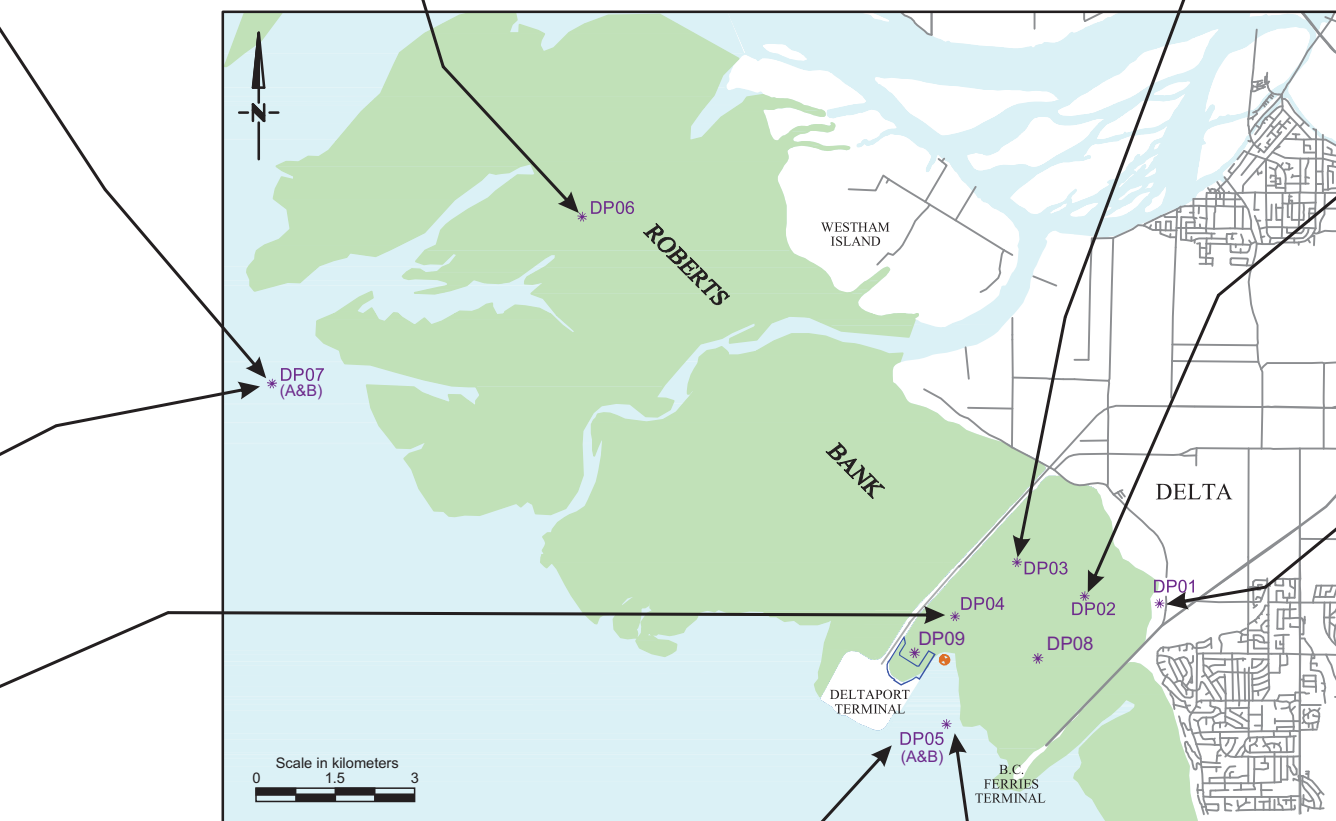 N
DP06
ROBERTS
WESTHAM
ISLAND
DP07
(A&B)
BANK
DELTA
DP03
DP01
DP02
DP04
DP09
DP08
DELTAPORT
TERMINAL
DP05
(A&B)
B.C.
FERRIES
TERMINAL
Scale in kilometers
0 1.5 3